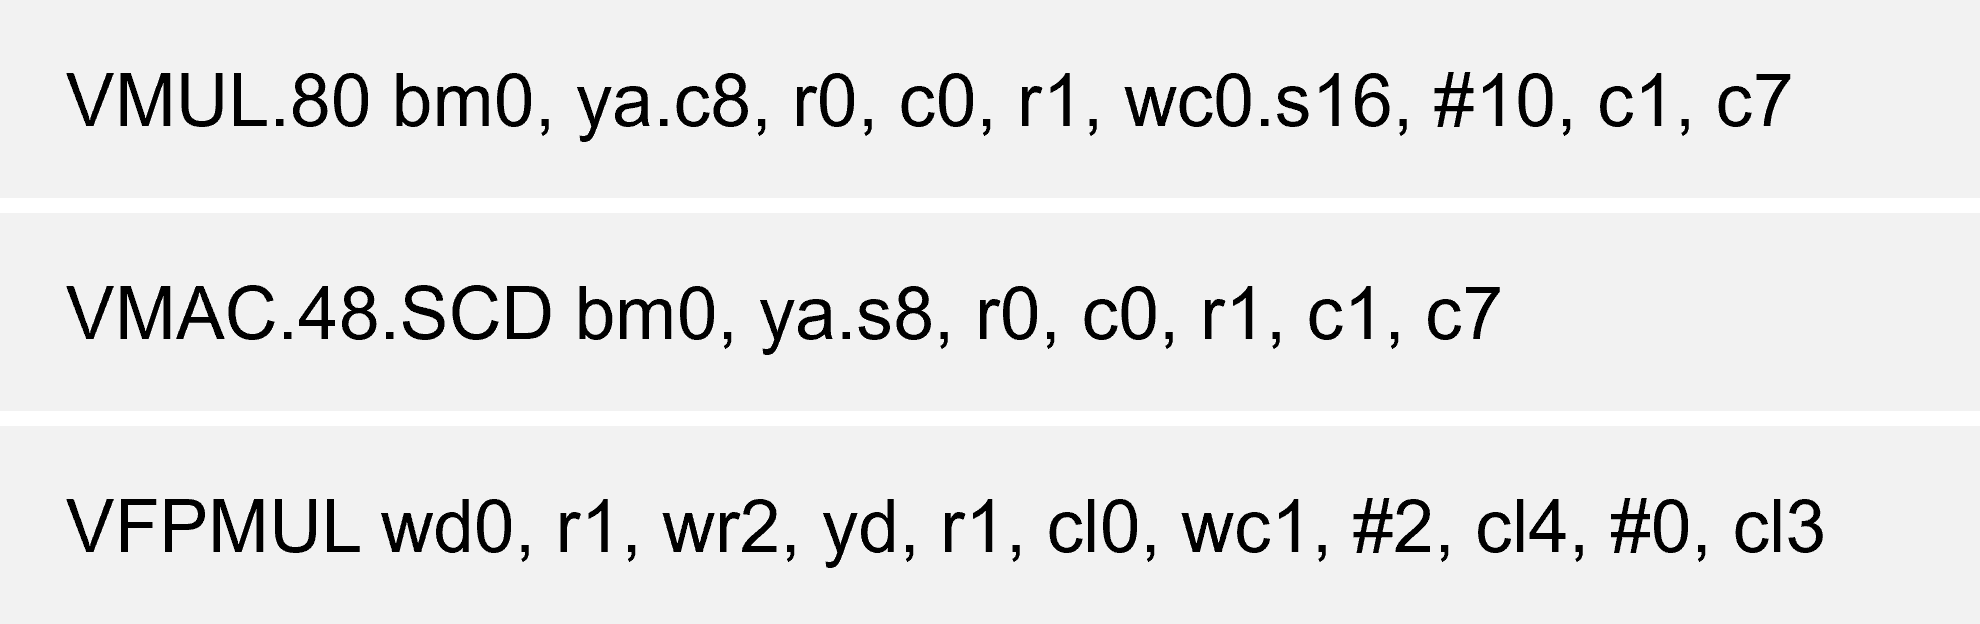 VMUL.80 bm0, ya.c8, r0, c0, r1, wc0.s16, #10, c1, c7
VMAC.48.SCD bm0, ya.s8, r0, c0, r1, c1, c7
VFPMUL wd0, r1, wr2, yd, r1, cl0, wc1, #2, cl4, #0, cl3